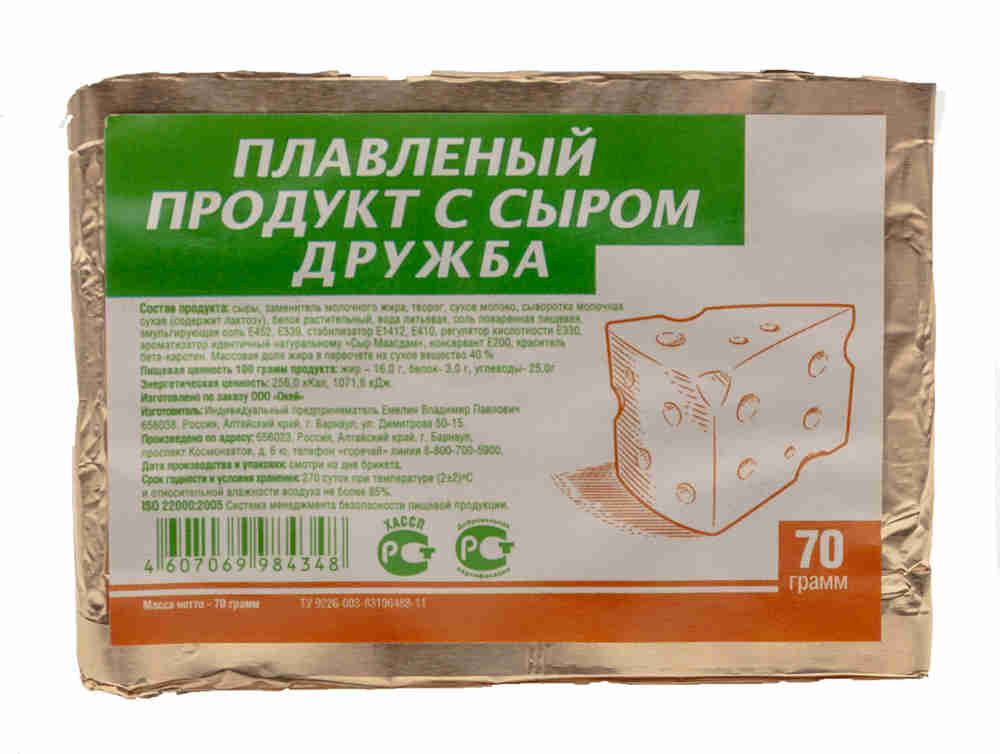 ПЛАВЛЕНЫЙ
ПРОДУКТ С СЫРОМ
ДРУЖБА
Состав продукта: сыры, заменитель молочного жира, творог, сухое молоко, сыворотка молочная
сухая (содержит лактозу), белок растительный, вода питьевая, соль поваренная пищевая,
эмульгирующая соль Е452, Е339, стабилизатор Е1412, Е410, регулятор кислотности Е330,
ароматизатор идентичный натуральному «Сыр Маасдам», консервант Е200, краситель
бета-каротен. Массовая доля жира в пересчете на сухое вещество 40 %
Пищевая ценность 100 грамм продукта: жир – 16,0 г, белок- 3,0 г, углеводы- 25,0г
Энергетическая ценность: 256,0 кКал, 1071,6 кДж.
Изготовлено по заказу ООО «Окей»
Изготовитель: Индивидуальный предприниматель Емелин Владимир Павлович
656038, Россия, Алтайский край, г. Барнаул, ул. Димитрова 50-15.
Произведено по адресу: 656023, Россия, Алтайский край, г. Барнаул,
проспект Космонавтов, д. 6 ю, телефон «горячей» линии 8-800-700-5900.
Дата производства и упаковки: смотри на дне брикета.
Срок годности и условия хранения: 270 суток при температуре (2±2)°С
и относительной влажности воздуха не более 85%.
ISO 22000:2005 Система менеджмента безопасности пищевой продукции.
ХАССП
РСТ
Добровольная
РСТ
сертификация
4 607069 984348
70
грамм
Масса нетто - 70 грамм
ТУ 9226-003-83106488-11